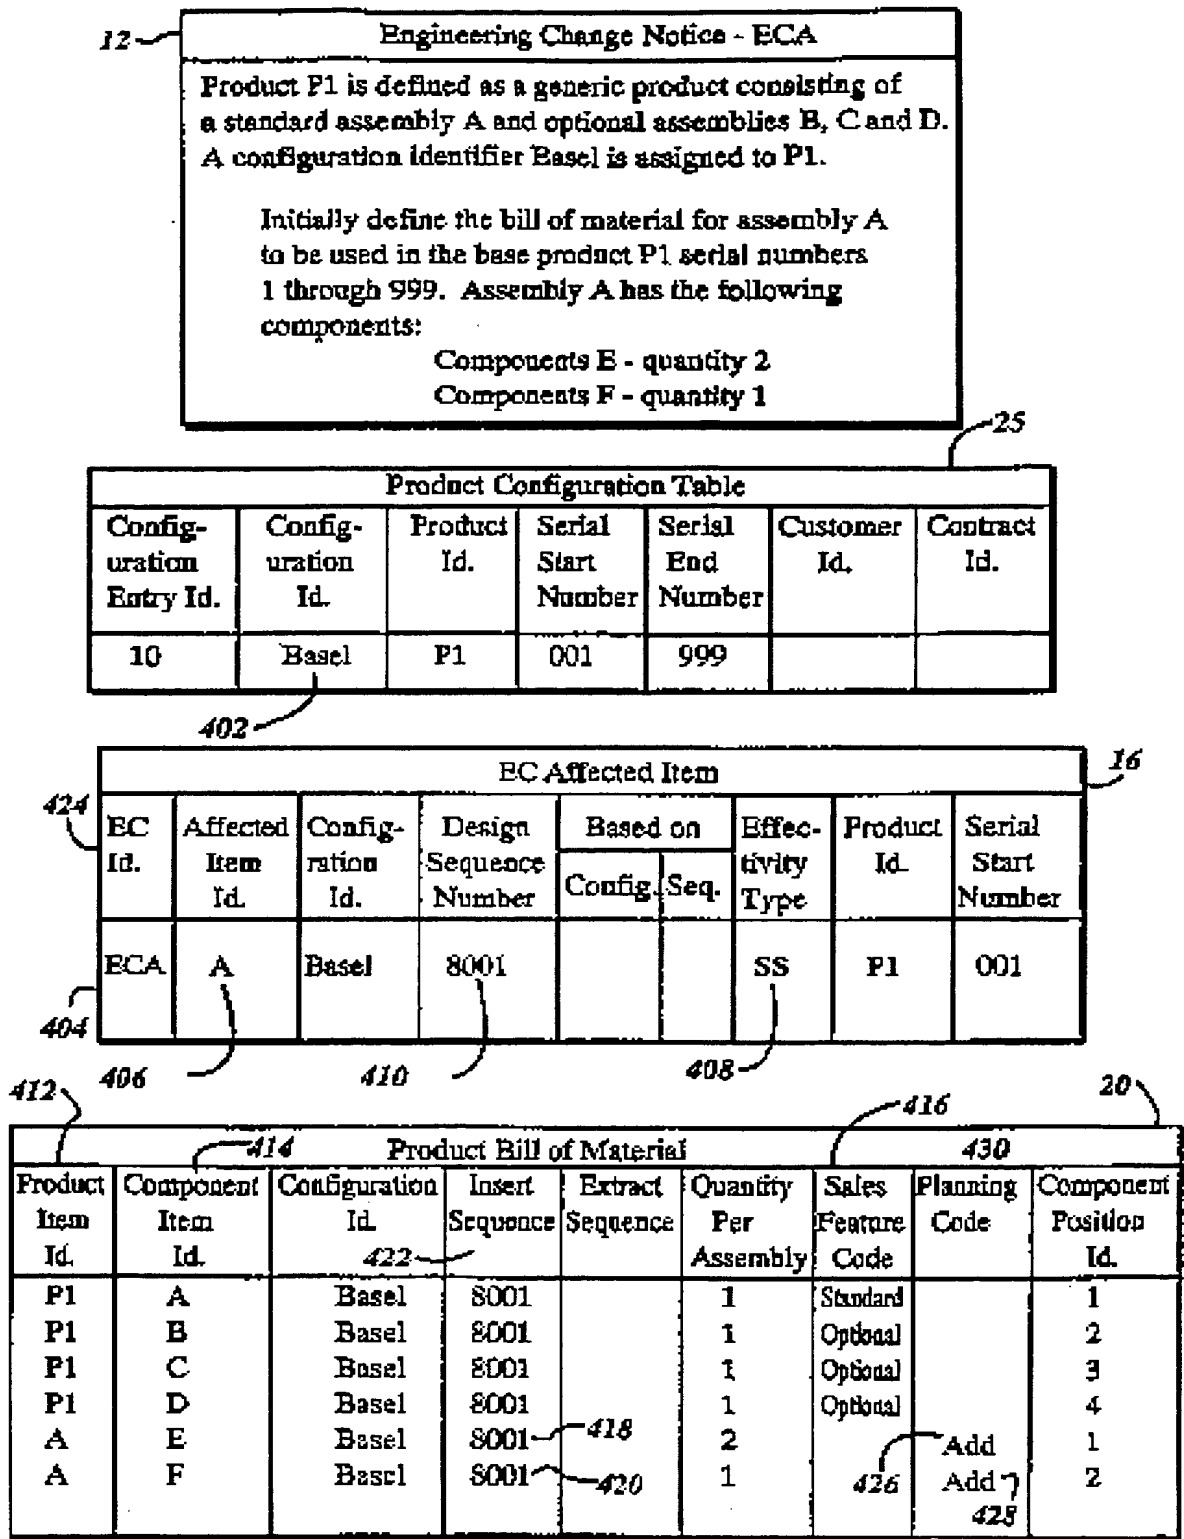 12
Engineering Change Notice - ECA
Product P1 is defined as a generic product consisting of
a standard assembly A and optional assemblies B, C and D.
A configuration identifier Basel is assigned to P1.
Initially define the bill of material for assembly A
to be used in the base product P1 serial numbers
1 through 999. Assembly A has the following
components:
Components E - quantity 2
Components F - quantity 1
25
Product Configuration Table
Config- Config- Product Serial Serial Customer Contract
uration uration Id. Start End Id. Id.
Entry Id. Id. Number Number
10 Basel P1 001 999
402
EC Affected Item
16
424
EC Affected Config- Design Based on Effec- Product Serial
Id. Item ration Sequence Config. Seq. tivity Id. Start
Id. Id. Number Type Number
ECA A Basel 8001 SS P1 001
404
406 410 408
412 416 20
414 Product Bill of Material 430
Product Component Configuration Insert Extract Quantity Sales Planning Component
Item Item Id. Sequence Sequence Per Feature Code Position
Id. Id. 422 Assembly Code Id.
P1 A Basel 8001 1 Standard 1
P1 B Basel 8001 1 Optional 2
P1 C Basel 8001 1 Optional 3
P1 D Basel 8001 1 Optional 4
A E Basel 8001 418 2 Add 1
A F Basel 8001 420 1 426 Add 2
428